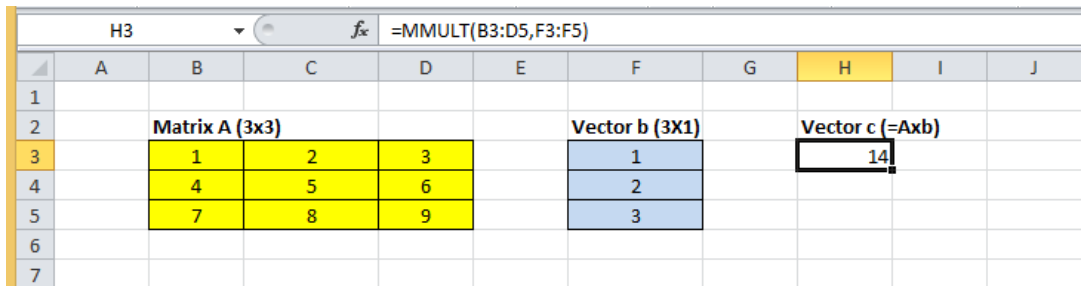 H3 fx =MMULT(B3:D5,F3:F5)
A B C D E F G H I J
1
2 Matrix A (3x3) Vector b (3X1) Vector c (=Axb)
3 1 2 3 1 14
4 4 5 6 2
5 7 8 9 3
6
7